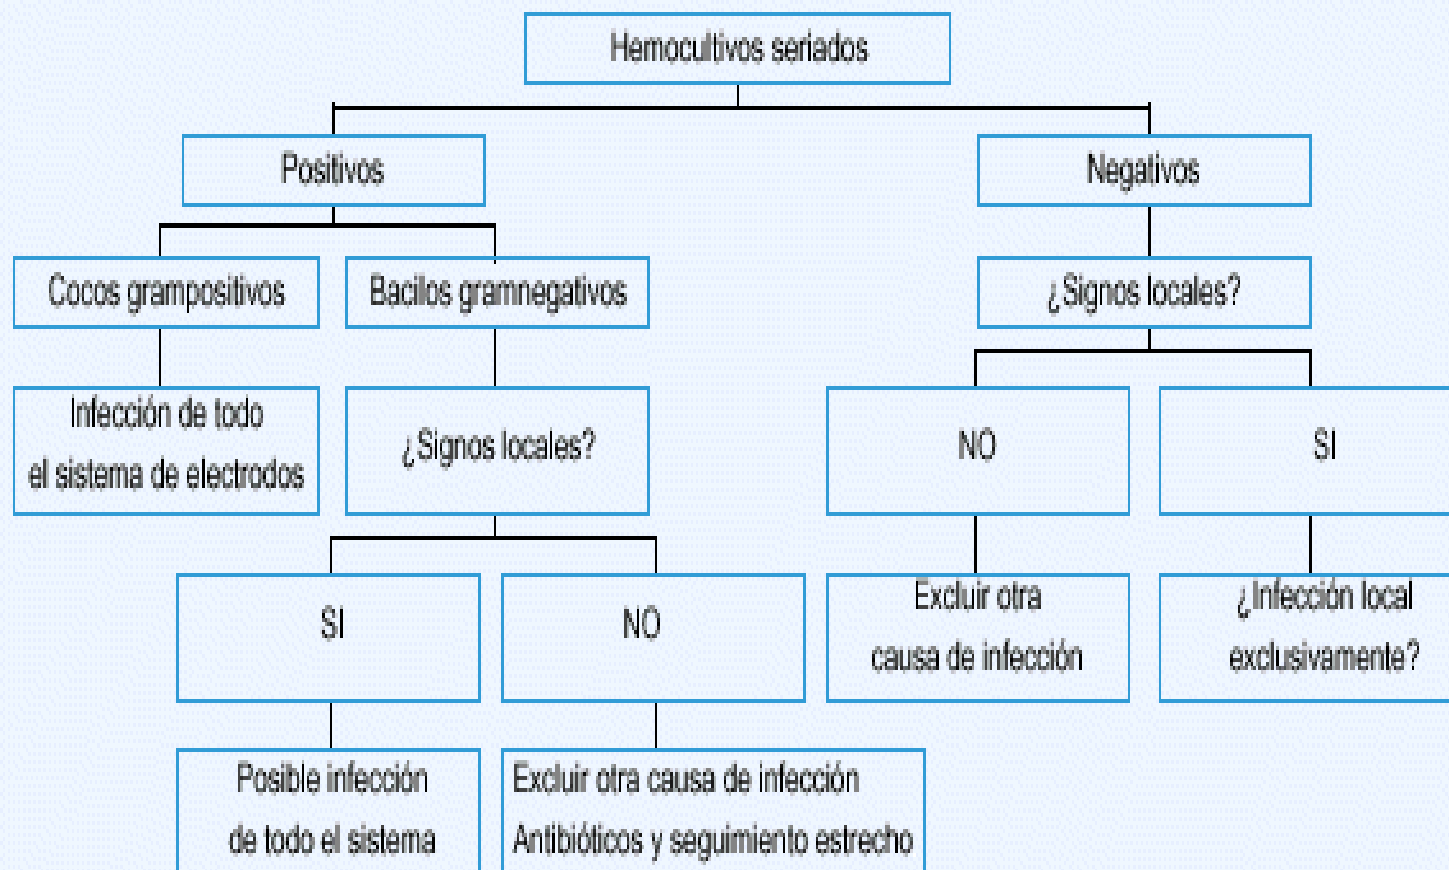 Hemocultivos seriados
Positivos
Negativos
Cocos grampositivos
Bacilos gramnegativos
¿Signos locales?
Infección de todo
el sistema de electrodos
¿Signos locales?
NO
SI
SI
NO
Excluir otra
causa de infección
¿Infección local
exclusivamente?
Posible infección
de todo el sistema
Excluir otra causa de infección
Antibióticos y seguimiento estrecho